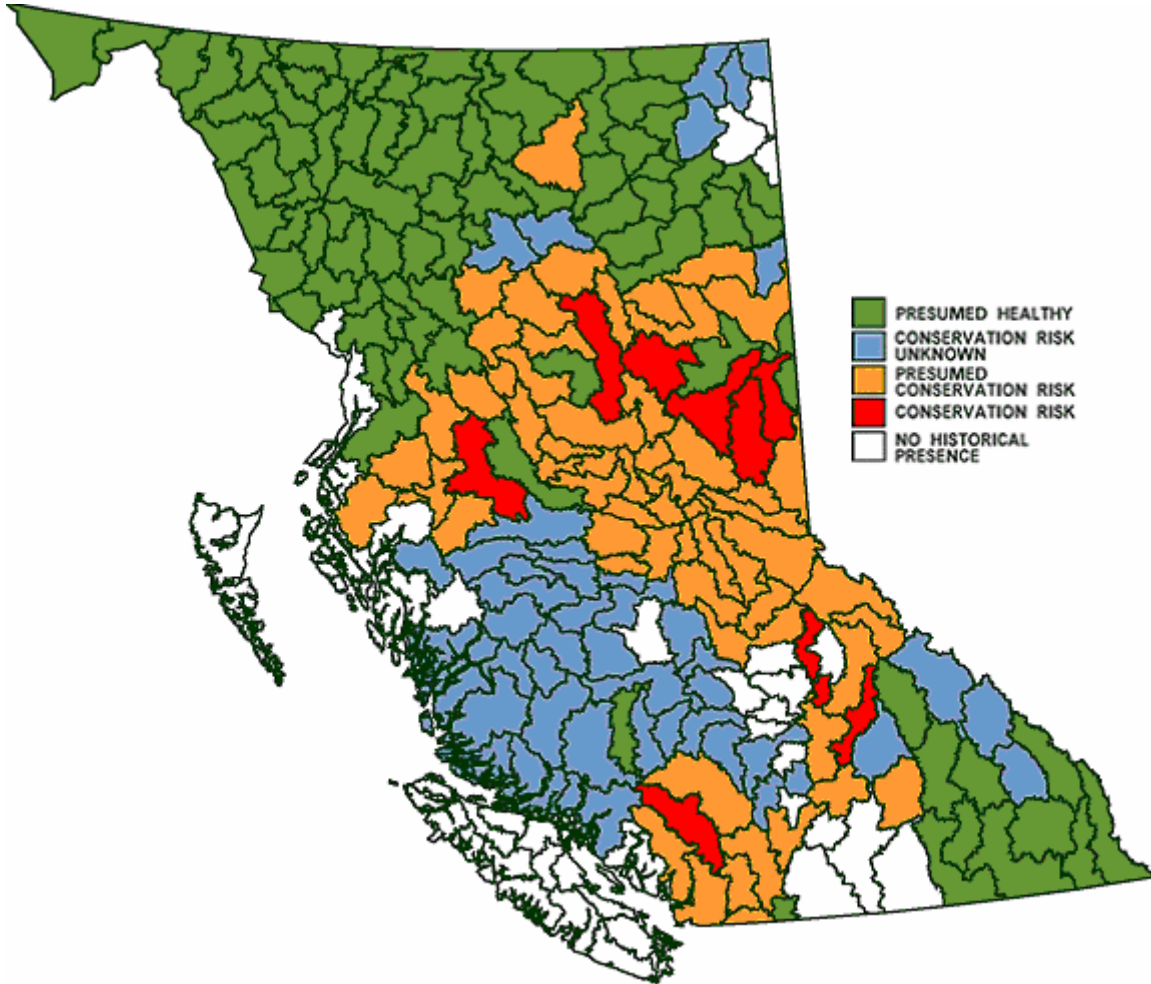 PRESUMED HEALTHY
CONSERVATION RISK
UNKNOWN
PRESUMED
CONSERVATION RISK
CONSERVATION RISK
NO HISTORICAL
PRESENCE